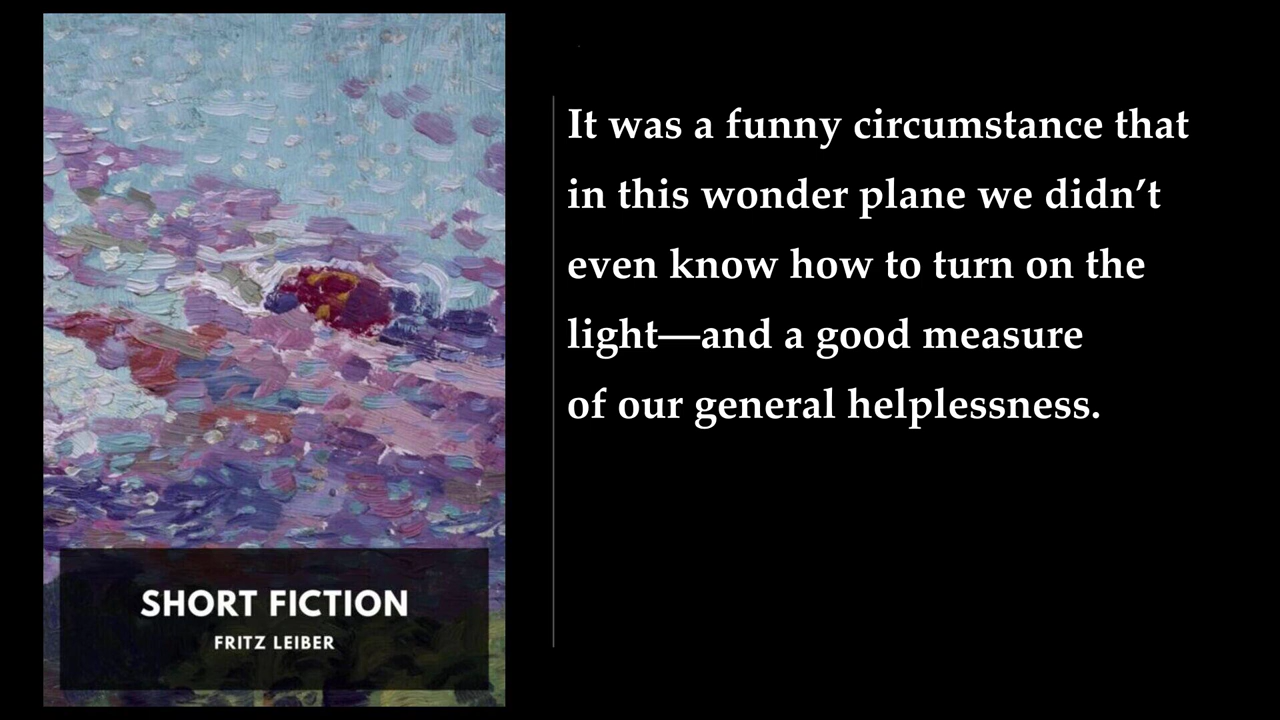 It was a funny circumstance that
in this wonder plane we didn’t
even know how to turn on the
light—and a good measure
of our general helplessness.
SHORT FICTION
FRITZ LEIBER